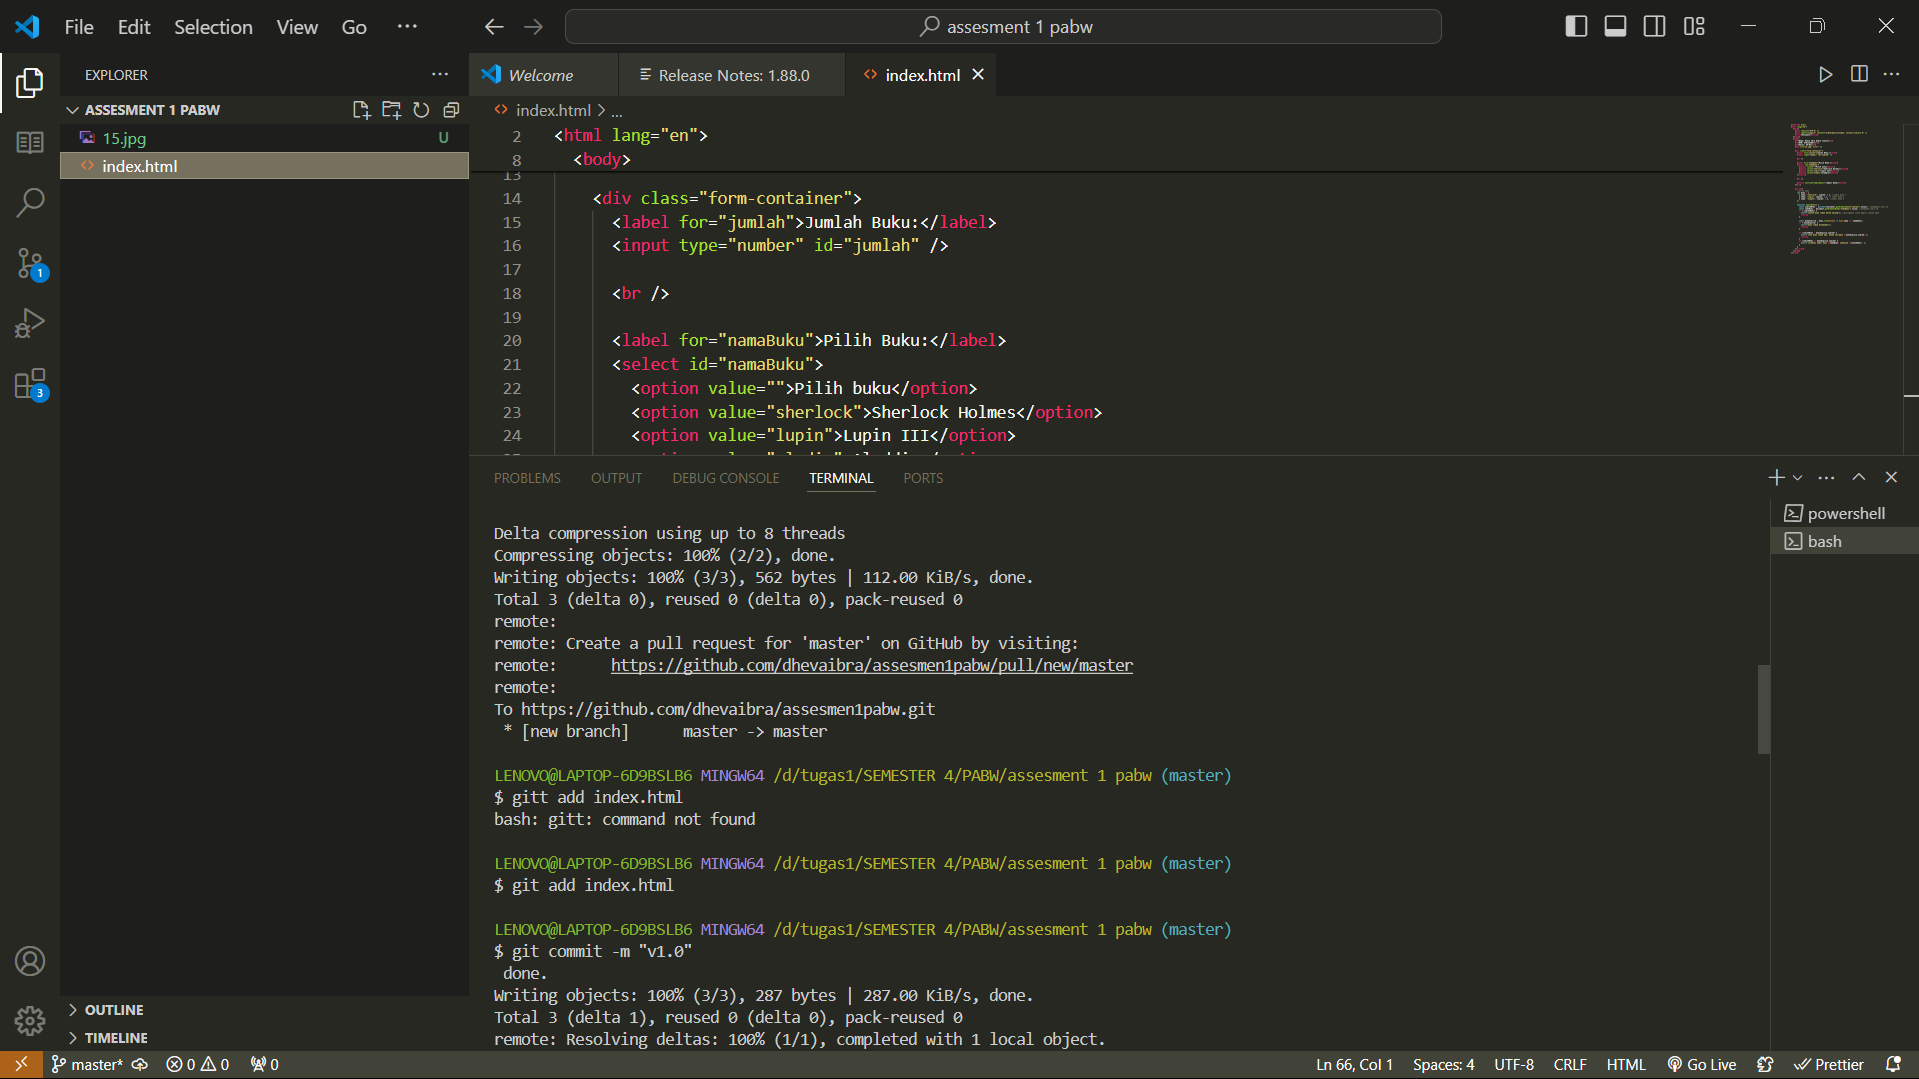 File Edit Selection View Go ···
assesment 1 pabw
EXPLORER
ASSESMENT 1 PABW
15.jpg U
index.html
1
3
OUTLINE
TIMELINE
Welcome
Release Notes: 1.88.0
index.html
index.html > ...
2 <html lang="en">
8 <body>
13
14 <div class="form-container">
15 <label for="jumlah">Jumlah Buku:</label>
16 <input type="number" id="jumlah" />
17
18 <br />
19
20 <label for="namaBuku">Pilih Buku:</label>
21 <select id="namaBuku">
22 <option value="">Pilih buku</option>
23 <option value="sherlock">Sherlock Holmes</option>
24 <option value="lupin">Lupin III</option>
PROBLEMS OUTPUT DEBUG CONSOLE TERMINAL PORTS
powershell
bash
Delta compression using up to 8 threads
Compressing objects: 100% (2/2), done.
Writing objects: 100% (3/3), 562 bytes | 112.00 KiB/s, done.
Total 3 (delta 0), reused 0 (delta 0), pack-reused 0
remote:
remote: Create a pull request for 'master' on GitHub by visiting:
remote:      https://github.com/dhevaibra/assesmen1pabw/pull/new/master
remote:
To https://github.com/dhevaibra/assesmen1pabw.git
* [new branch]      master -> master
LENOVO@LAPTOP-6D9BSLB6 MINGW64 /d/tugas1/SEMESTER 4/PABW/assesment 1 pabw (master)
$ gitt add index.html
bash: gitt: command not found
LENOVO@LAPTOP-6D9BSLB6 MINGW64 /d/tugas1/SEMESTER 4/PABW/assesment 1 pabw (master)
$ git add index.html
LENOVO@LAPTOP-6D9BSLB6 MINGW64 /d/tugas1/SEMESTER 4/PABW/assesment 1 pabw (master)
$ git commit -m "v1.0"
done.
Writing objects: 100% (3/3), 287 bytes | 287.00 KiB/s, done.
Total 3 (delta 1), reused 0 (delta 0), pack-reused 0
remote: Resolving deltas: 100% (1/1), completed with 1 local object.
master* 0 0 0 Ln 66, Col 1 Spaces: 4 UTF-8 CRLF HTML Go Live Prettier